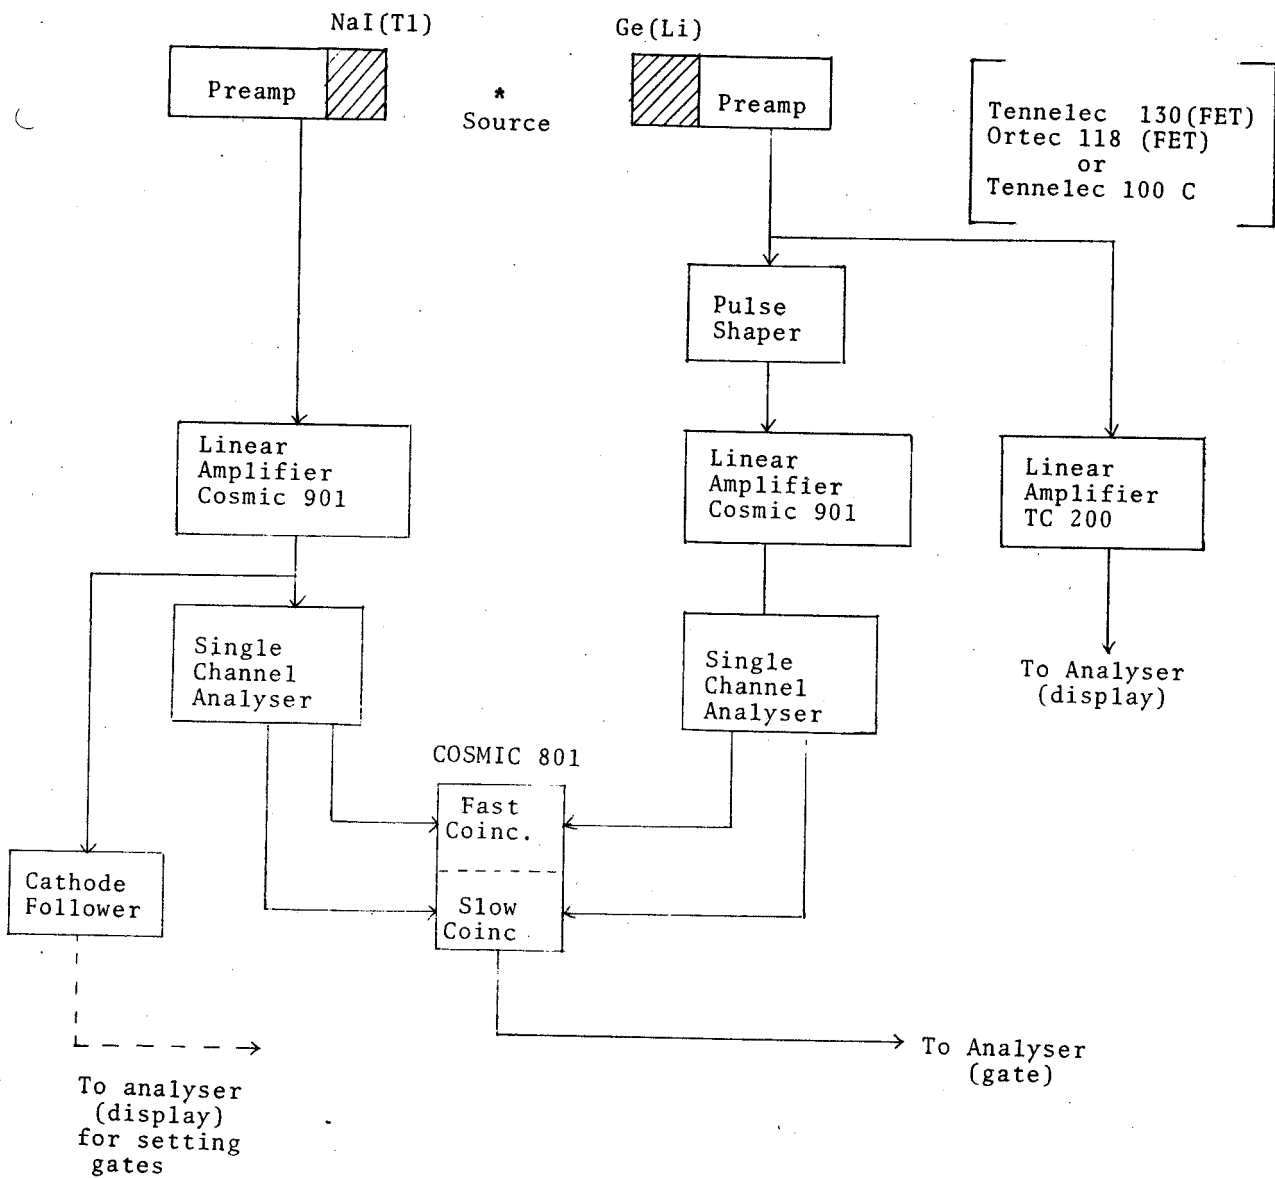 NaI(Tl)
Ge(Li)
Preamp
*
Source
Preamp
Tennelec 130(FET)
Ortec 118 (FET)
or
Tennelec 100 C
Pulse
Shaper
Linear
Amplifier
Cosmic 901
Linear
Amplifier
Cosmic 901
Linear
Amplifier
TC 200
Single
Channel
Analyser
Single
Channel
Analyser
To Analyser
(display)
COSMIC 801
Fast
Coinc.
Slow
Coinc
Cathode
Follower
To Analyser
(gate)
To analyser
(display)
for setting
gates